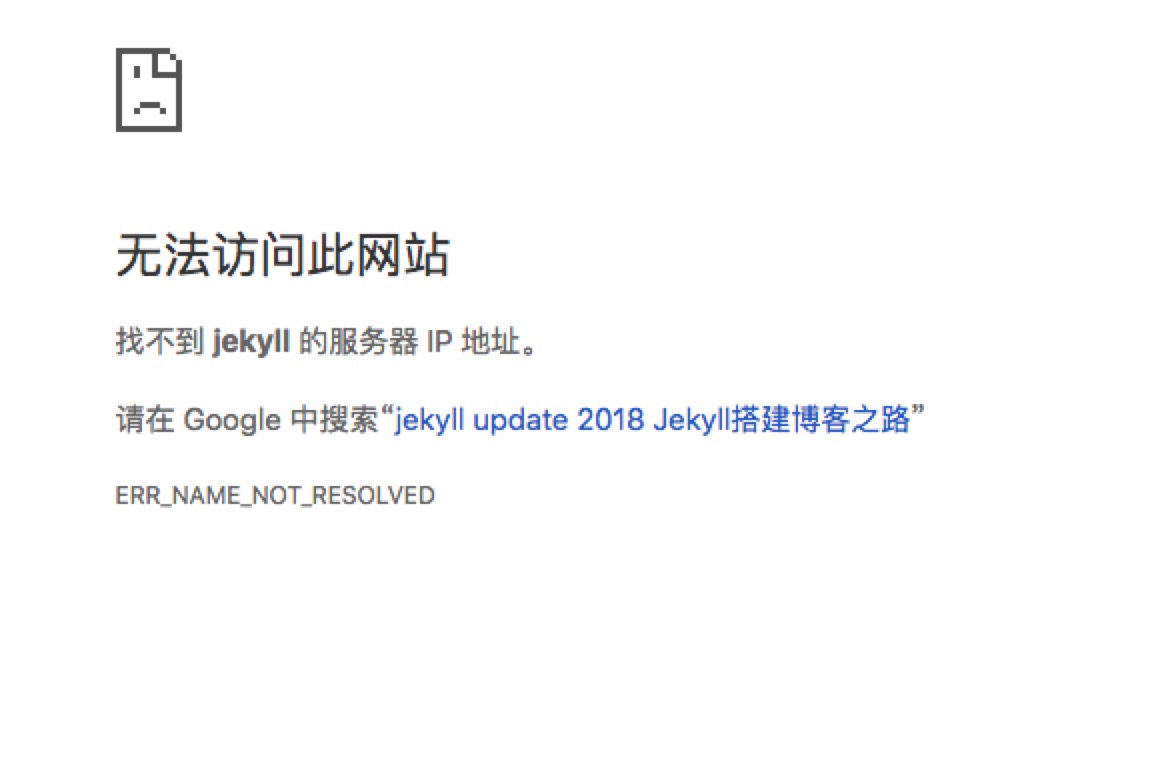 无法访问此网站
找不到 jekyll 的服务器 IP 地址。
请在 Google 中搜索“jekyll update 2018 Jekyll搭建博客之路”
ERR_NAME_NOT_RESOLVED